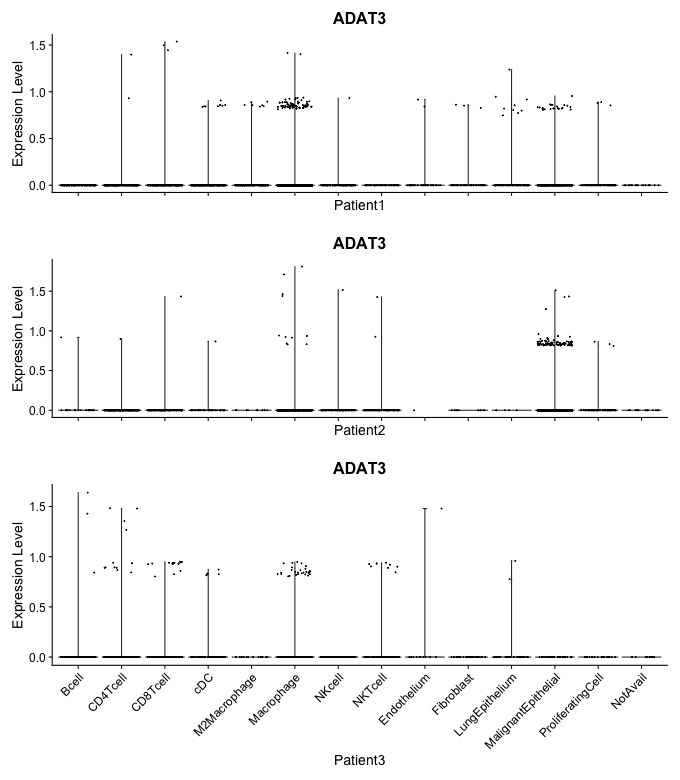 ADAT3
Expression Level
1.5
1.0
0.5
0.0
Patient1
ADAT3
Expression Level
1.5
1.0
0.5
0.0
Patient2
ADAT3
Expression Level
1.5
1.0
0.5
0.0
Bcell
CD4Tcell
CD8Tcell
cDC
M2Macrophage
Macrophage
NKcell
NKTcell
Endothelium
Fibroblast
LungEpithelium
MalignantEpithelial
ProliferatingCell
NotAvail
Patient3